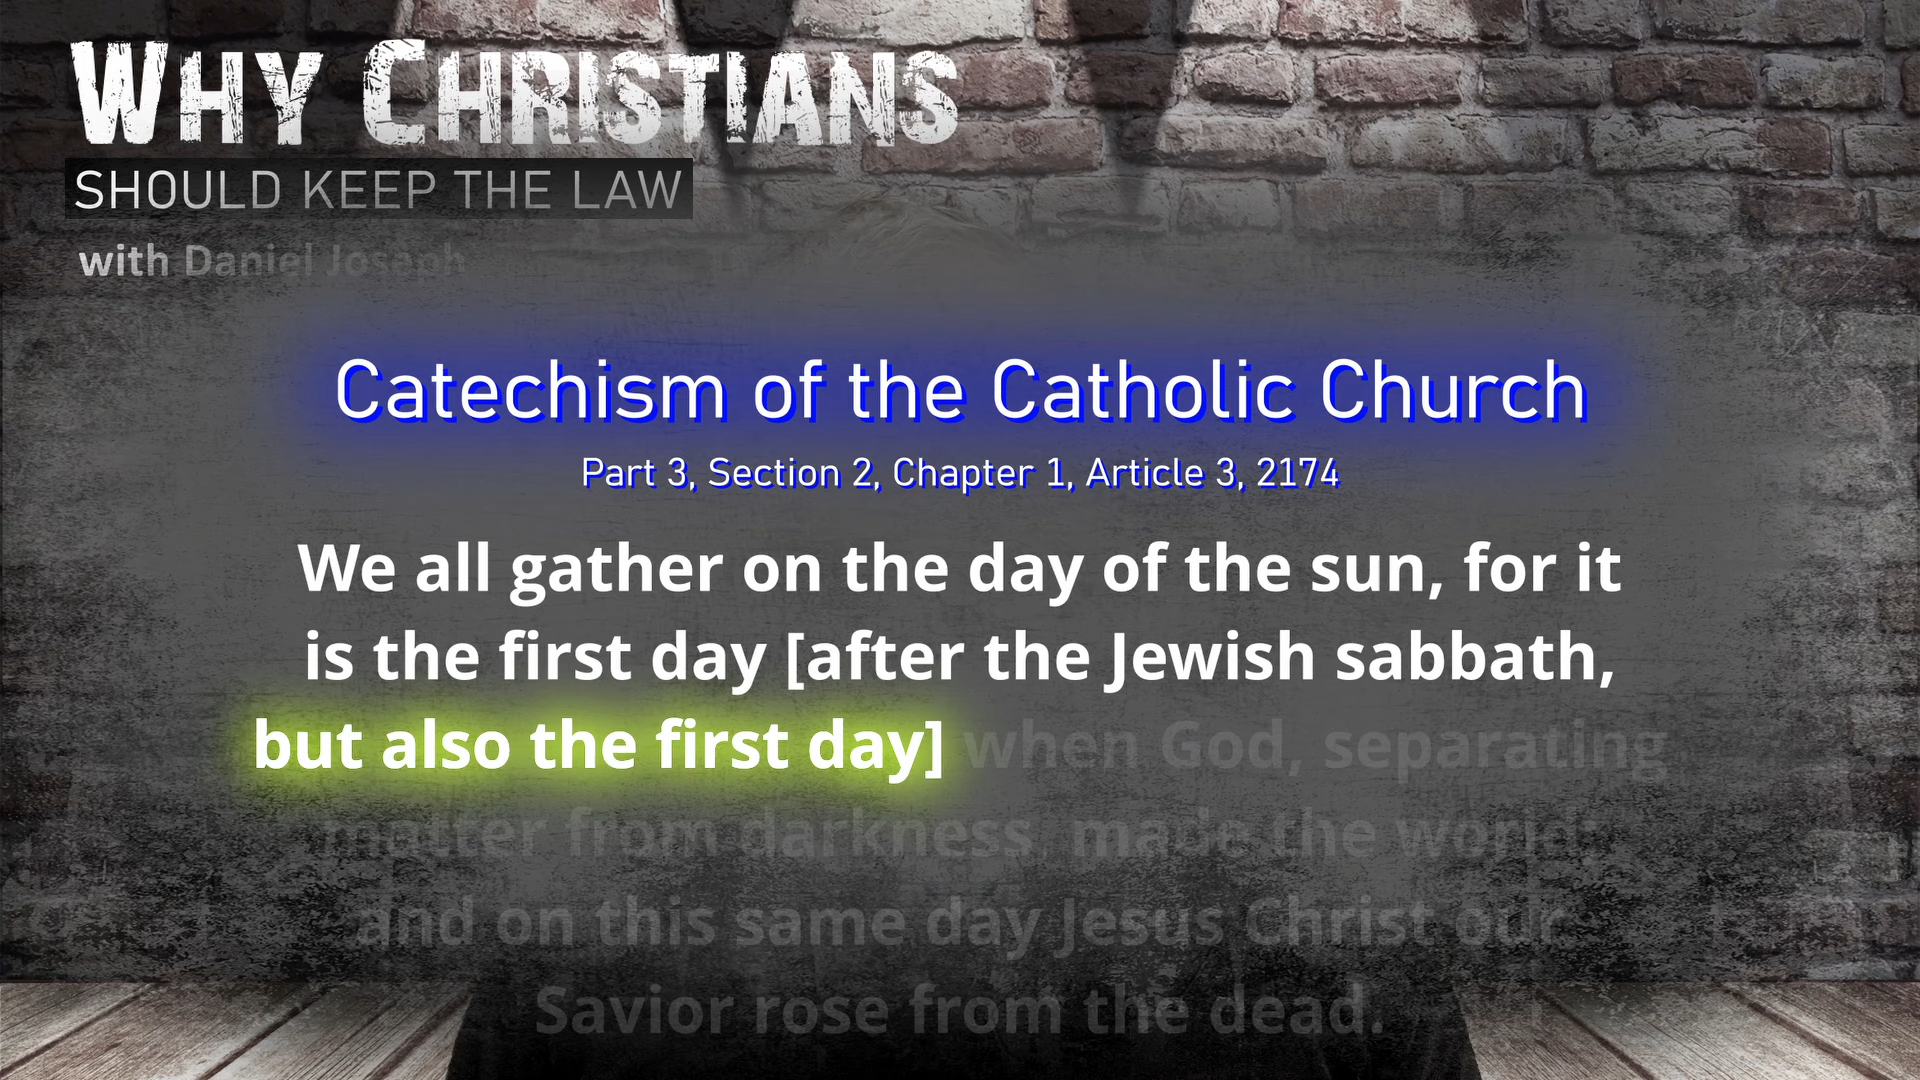 WHY CHRISTIANS
SHOULD KEEP THE LAW
with Daniel Joseph
Catechism of the Catholic Church
Part 3, Section 2, Chapter 1, Article 3, 2174
We all gather on the day of the sun, for it
is the first day [after the Jewish sabbath,
but also the first day] when God, separating
matter from darkness, made the world;
and on this same day Jesus Christ our
Savior rose from the dead.